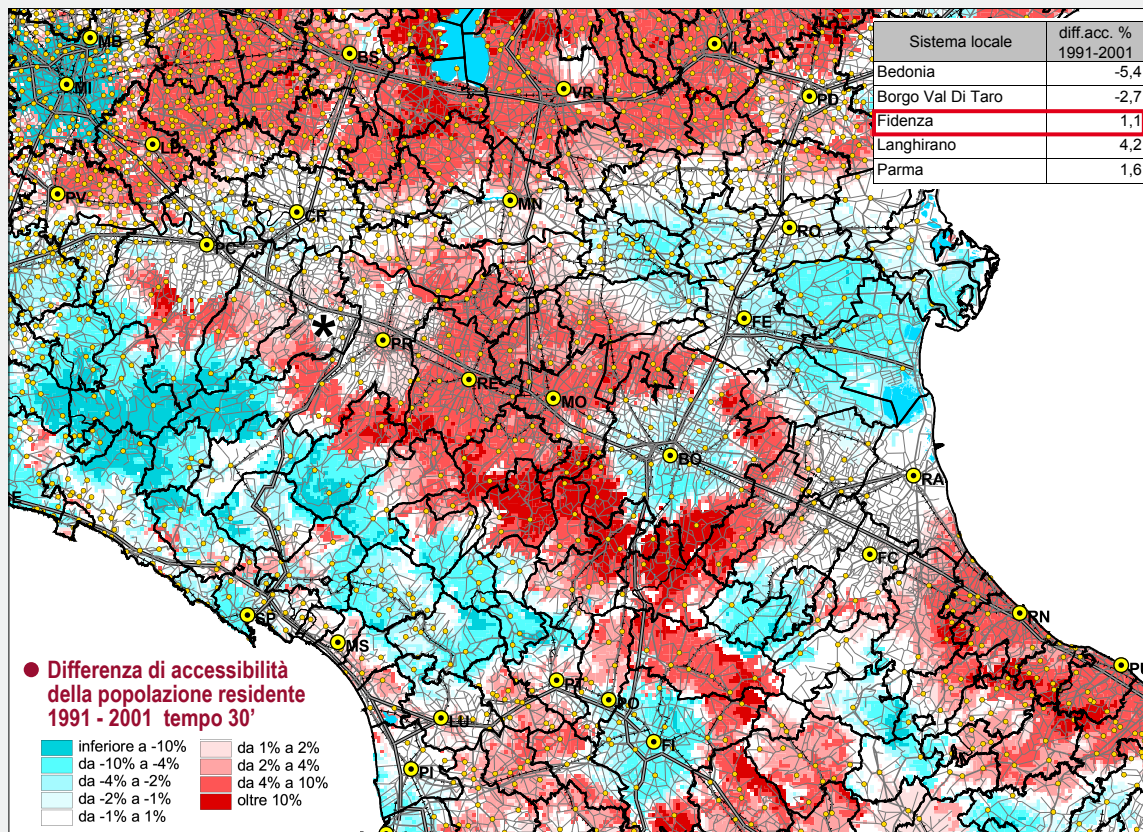 MB
MI
BS
VI
VR
PD
LD
PV
CR
MN
RO
PC
FE
*
PR
RE
MO
BO
RA
E
FC
SP
MS
RN
PT
PO
LU
FI
PI
Sistema locale diff.acc. % 1991-2001
Bedonia -5,4
Borgo Val Di Taro -2,7
Fidenza 1,1
Langhirano 4,2
Parma 1,6
● Differenza di accessibilità
della popolazione residente
1991 - 2001 tempo 30'
inferiore a -10%
da -10% a -4%
da -4% a -2%
da -2% a -1%
da -1% a 1%
da 1% a 2%
da 2% a 4%
da 4% a 10%
oltre 10%